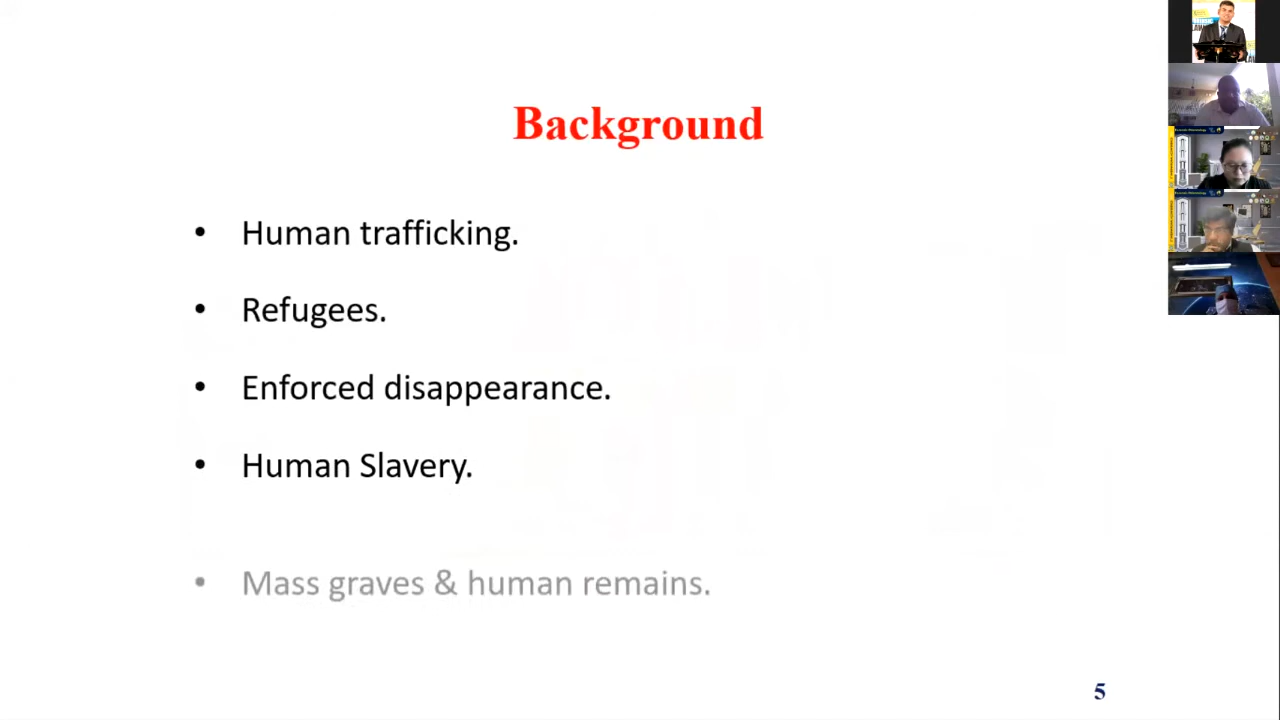 Background
• Human trafficking.
• Refugees.
• Enforced disappearance.
• Human Slavery.
• Mass graves & human remains.
5